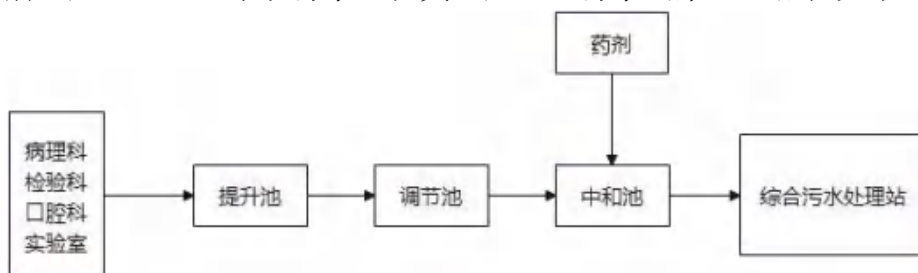 药剂
病理科
检验科
口腔科
实验室
提升池
调节池
中和池
综合污水处理站